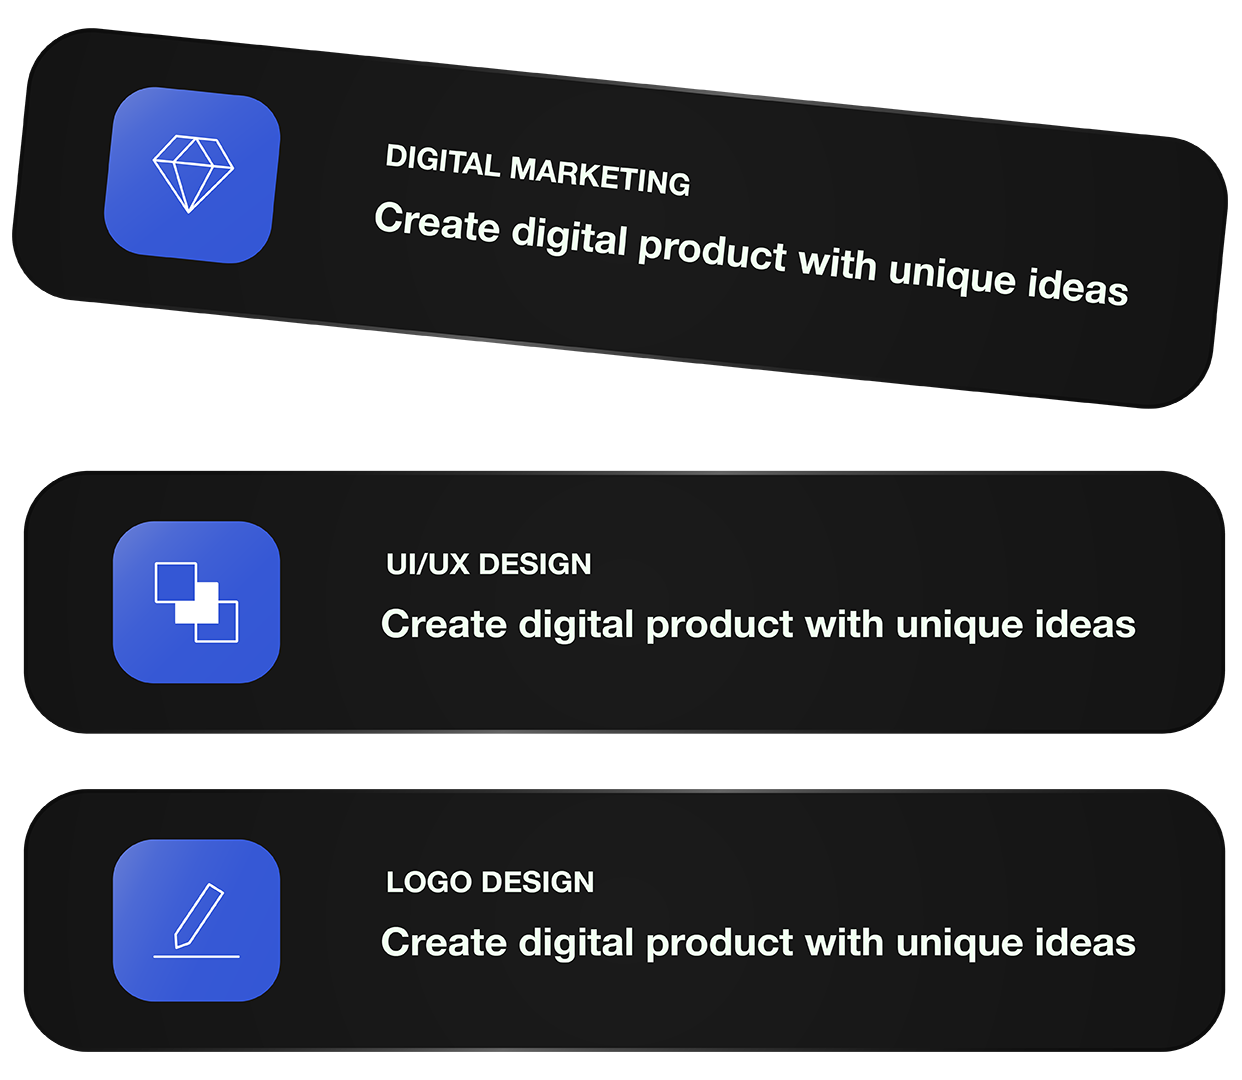 DIGITAL MARKETING
Create digital product with unique ideas
UI/UX DESIGN
Create digital product with unique ideas
LOGO DESIGN
Create digital product with unique ideas